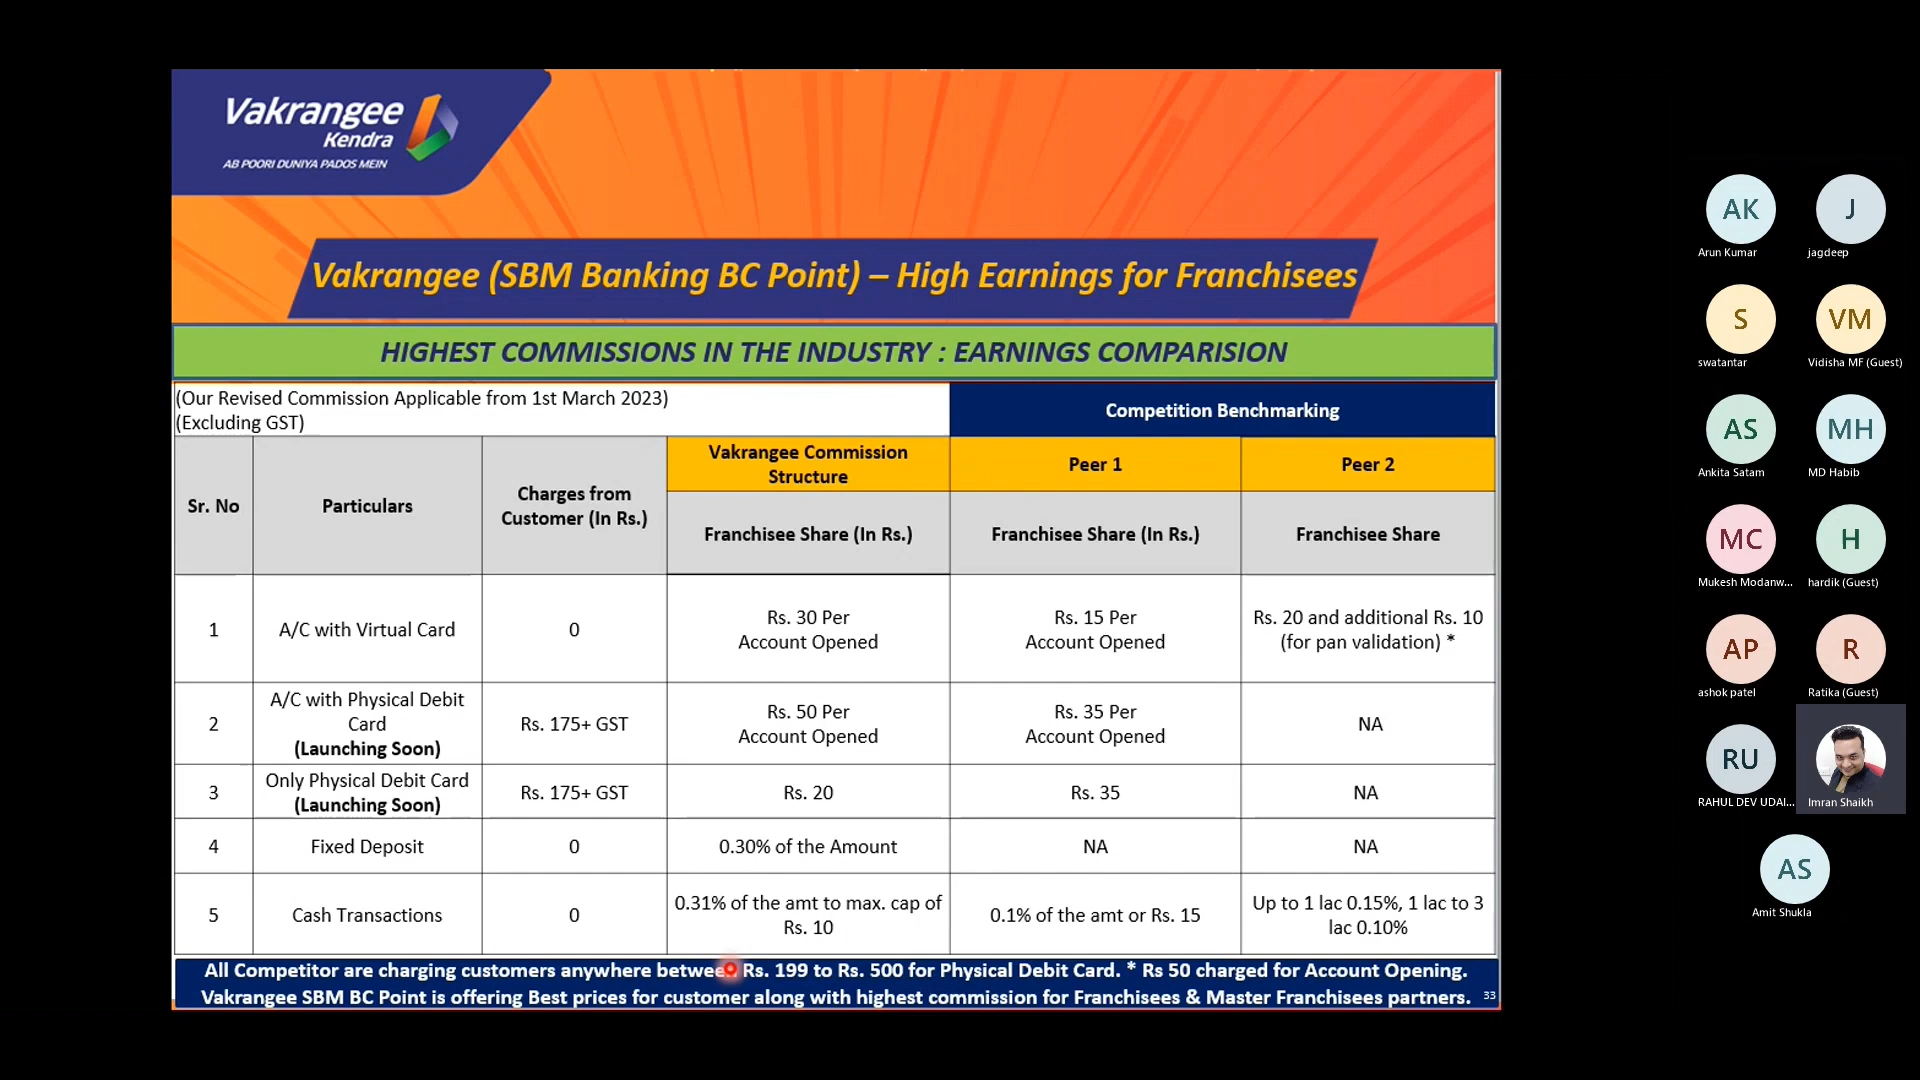 Vakrangee
Kendra
AB POORI DUNIYA PADOS MEIN
Vakrangee (SBM Banking BC Point) – High Earnings for Franchisees
HIGHEST COMMISSIONS IN THE INDUSTRY : EARNINGS COMPARISION
(Our Revised Commission Applicable from 1st March 2023)
(Excluding GST)
Competition Benchmarking
Sr. No
Particulars
Charges from
Customer (In Rs.)
Vakrangee Commission
Structure
Peer 1
Peer 2
Franchisee Share (In Rs.)
Franchisee Share (In Rs.)
Franchisee Share
1
A/C with Virtual Card
0
Rs. 30 Per
Account Opened
Rs. 15 Per
Account Opened
Rs. 20 and additional Rs. 10
(for pan validation) *
2
A/C with Physical Debit
Card
(Launching Soon)
Rs. 175+ GST
Rs. 50 Per
Account Opened
Rs. 35 Per
Account Opened
NA
3
Only Physical Debit Card
(Launching Soon)
Rs. 175+ GST
Rs. 20
Rs. 35
NA
4
Fixed Deposit
0
0.30% of the Amount
NA
NA
5
Cash Transactions
0
0.31% of the amt to max. cap of
Rs. 10
0.1% of the amt or Rs. 15
Up to 1 lac 0.15%, 1 lac to 3
lac 0.10%
All Competitor are charging customers anywhere between Rs. 199 to Rs. 500 for Physical Debit Card. * Rs 50 charged for Account Opening.
Vakrangee SBM BC Point is offering Best prices for customer along with highest commission for Franchisees & Master Franchisees partners.
33
AK
Arun Kumar
J
jagdeep
S
swatantar
VM
Vidisha MF (Guest)
AS
Ankita Satam
MH
MD Habib
MC
Mukesh Modanw...
H
hardik (Guest)
AP
ashok patel
R
Ratika (Guest)
RU
RAHUL DEV UDAI...
Imran Shaikh
AS
Amit Shukla